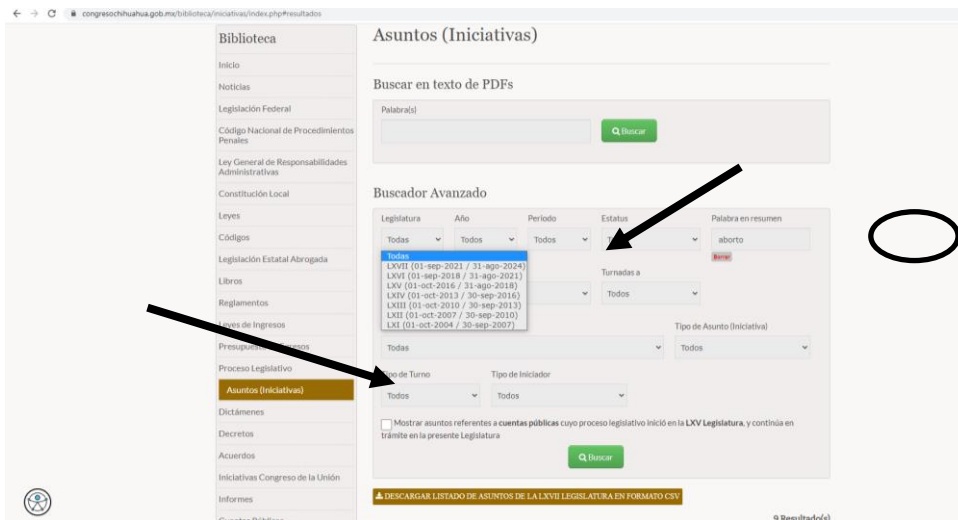 congresochihuahua.gob.mx/biblioteca/iniciativas/index.php#resultados
Biblioteca
Inicio
Noticias
Legislación Federal
Código Nacional de Procedimientos
Penales
Ley General de Responsabilidades
Administrativas
Constitución Local
Leyes
Códigos
Legislación Estatal Abrogada
Libros
Reglamentos
Leyes de Ingresos
Proceso Legislativo
Asuntos (Iniciativas)
Dictámenes
Decretos
Acuerdos
Iniciativas Congreso de la Unión
Informes
Asuntos (Iniciativas)
Buscar en texto de PDFs
Palabra(s)
Buscar
Buscador Avanzado
Legislatura Año Periodo Estatus Palabra en resumen
Todas Todos Todos aborto
Borrar
Todas
LXVII (01-sep-2021 / 31-ago-2024)
LXVI (01-sep-2018 / 31-ago-2021)
LXV (01-oct-2016 / 31-ago-2018)
LXIV (01-oct-2013 / 30-sep-2016)
LXIII (01-oct-2010 / 30-sep-2013)
LXII (01-oct-2007 / 30-sep-2010)
LXI (01-oct-2004 / 30-sep-2007)
Turnadas a
Todos
Tipo de Asunto (Iniciativa)
Todas Todos
Tipo de Turno Tipo de Iniciador
Todos Todos
Mostrar asuntos referentes a cuentas públicas cuyo proceso legislativo inició en la LXV Legislatura, y continúa en
trámite en la presente Legislatura
Buscar
DESCARGAR LISTADO DE ASUNTOS DE LA LXVII LEGISLATURA EN FORMATO CSV
9 Resultado(s)